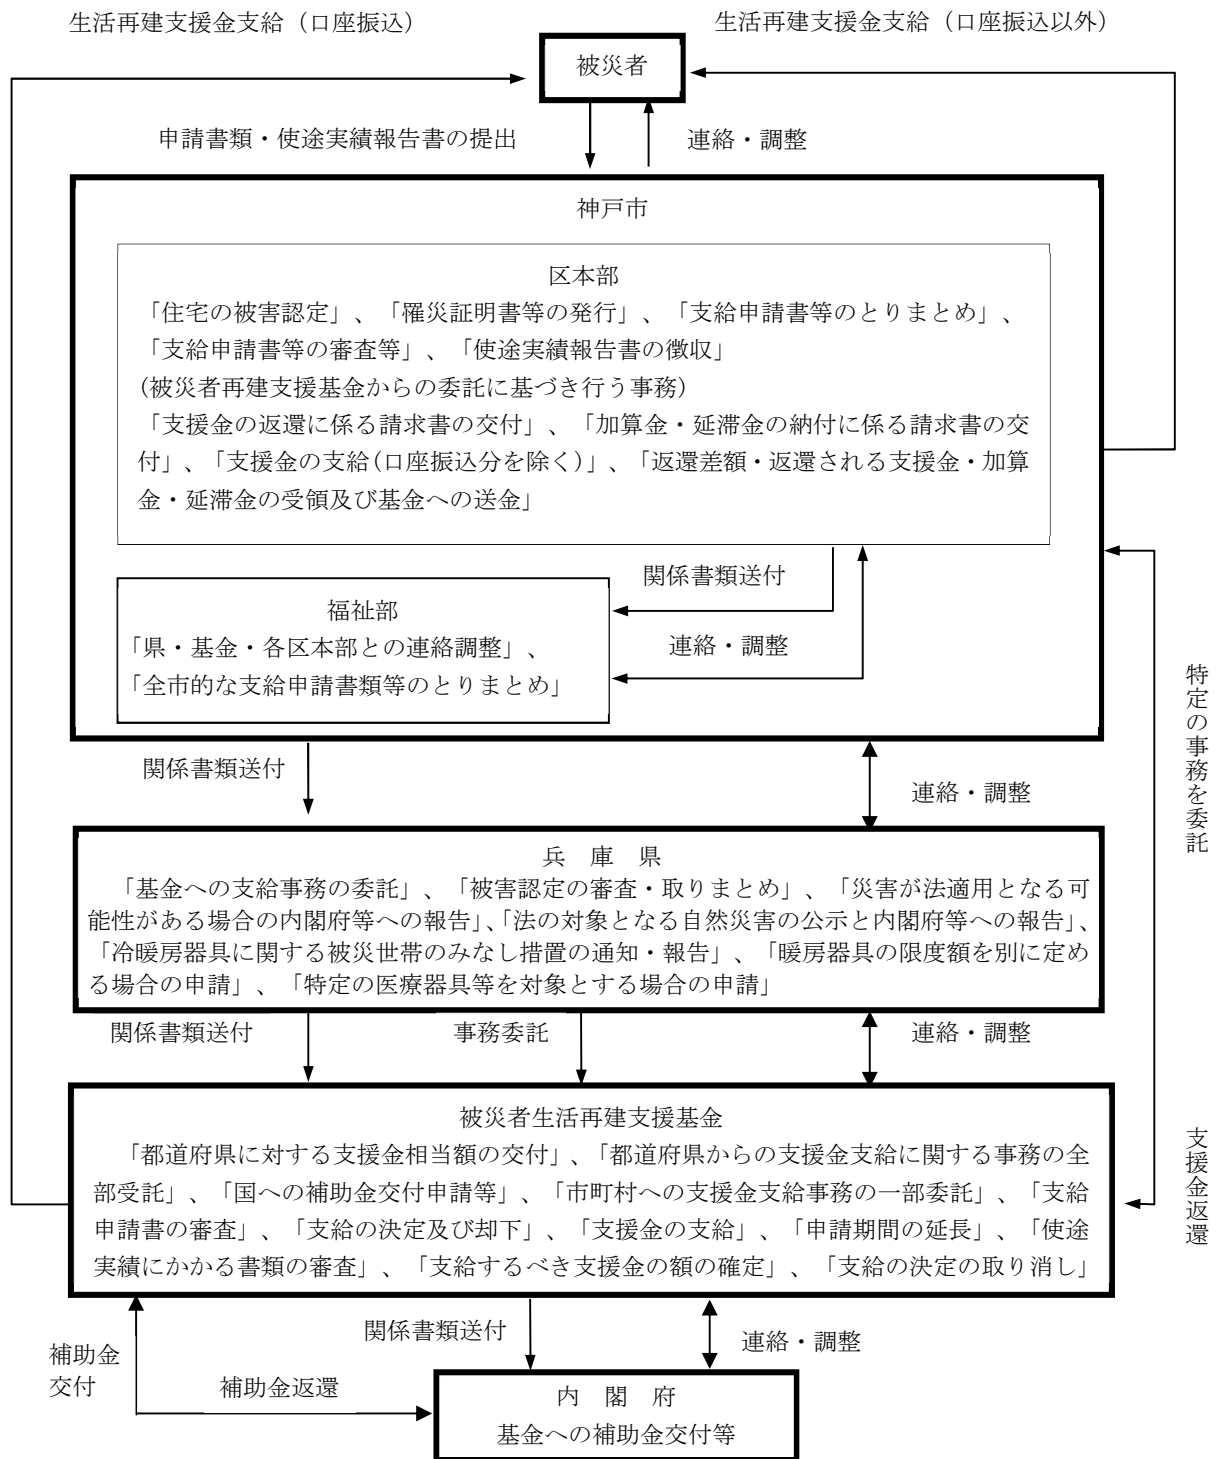 生活再建支援金支給（口座振込）
生活再建支援金支給（口座振込以外）
被災者
申請書類・使途実績報告書の提出
連絡・調整
神戸市
区本部
「住宅の被害認定」、「罹災証明書等の発行」、「支給申請書等のとりまとめ」、
「支給申請書等の審査等」、「使途実績報告書の徴収」
(被災者再建支援基金からの委託に基づき行う事務)
「支援金の返還に係る請求書の交付」、「加算金・延滞金の納付に係る請求書の交
付」、「支援金の支給(口座振込分を除く)」、「返還差額・返還される支援金・加算
金・延滞金の受領及び基金への送金」
関係書類送付
福祉部
「県・基金・各区本部との連絡調整」、
「全市的な支給申請書類等のとりまとめ」
連絡・調整
特定の事務を委託
関係書類送付
連絡・調整
兵　庫　県
「基金への支給事務の委託」、「被害認定の審査・取りまとめ」、「災害が法適用となる可
能性がある場合の内閣府等への報告」、「法の対象となる自然災害の公示と内閣府等への報告」、
「冷暖房器具に関する被災世帯のみなし措置の通知・報告」、「暖房器具の限度額を別に定め
る場合の申請」、「特定の医療器具等を対象とする場合の申請」
関係書類送付
事務委託
連絡・調整
被災者生活再建支援基金
「都道府県に対する支援金相当額の交付」、「都道府県からの支援金支給に関する事務の全
部受託」、「国への補助金交付申請等」、「市町村への支援金支給事務の一部委託」、「支給
申請書の審査」、「支給の決定及び却下」、「支援金の支給」、「申請期間の延長」、「使途
実績にかかる書類の審査」、「支給するべき支援金の額の確定」、「支給の決定の取り消し」
支援金返還
関係書類送付
連絡・調整
補助金
交付
補助金返還
内　閣　府
基金への補助金交付等